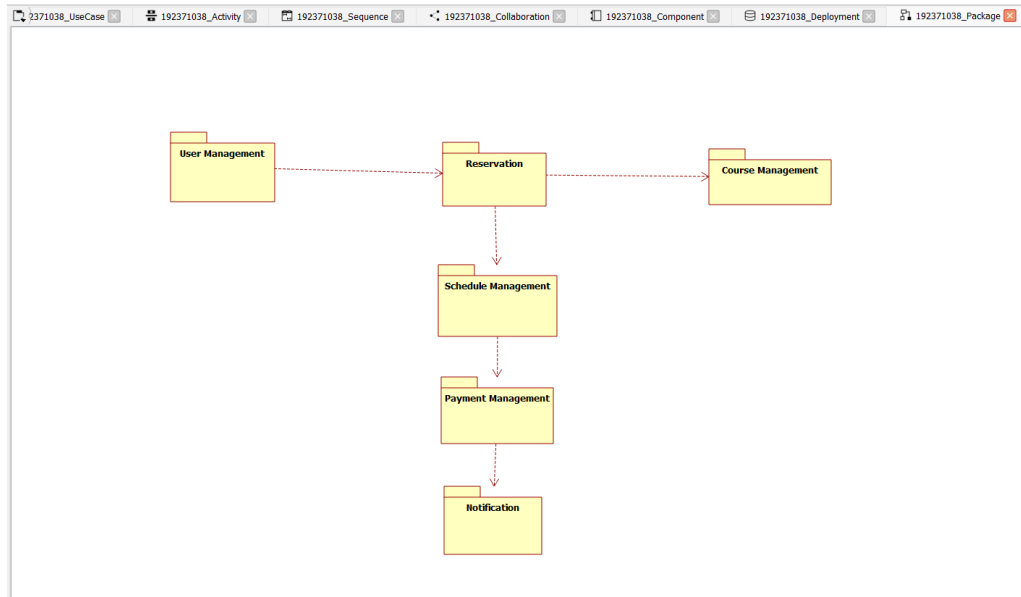 2371038_UseCase
192371038_Activity
192371038_Sequence
192371038_Collaboration
192371038_Component
192371038_Deployment
192371038_Package
User Management
Reservation
Course Management
Schedule Management
Payment Management
Notification